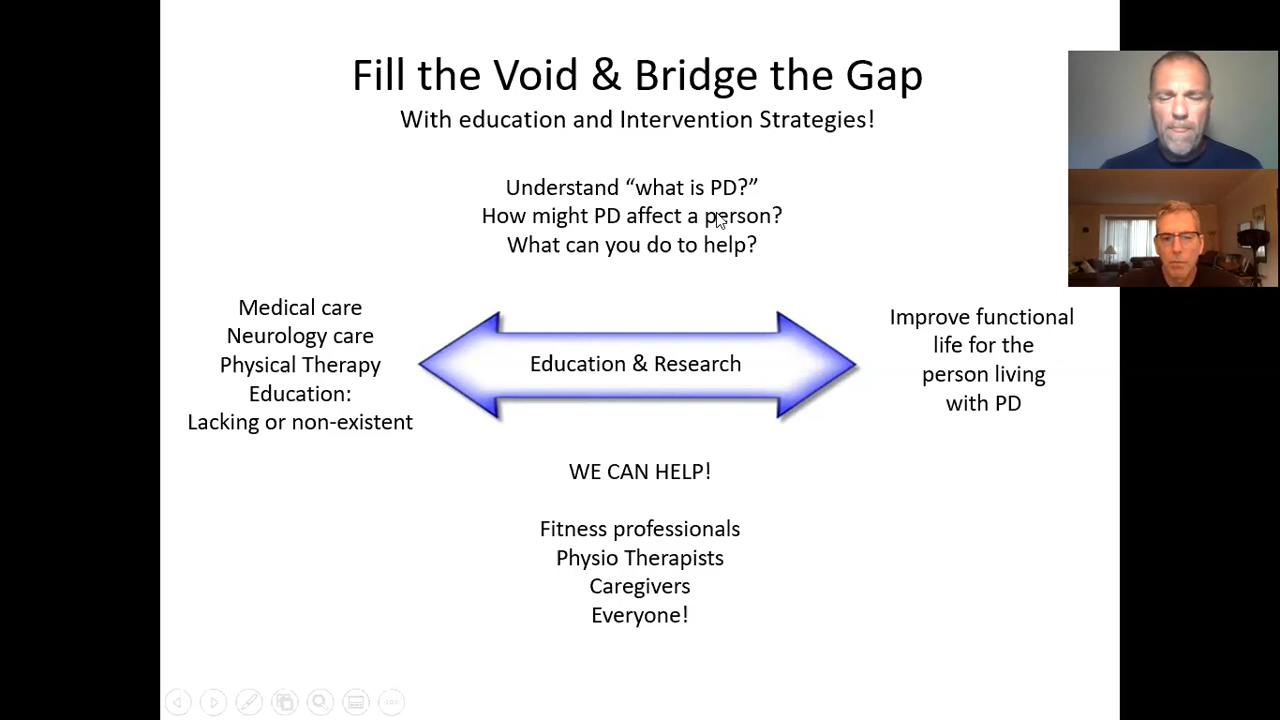 Fill the Void & Bridge the Gap
With education and Intervention Strategies!
Understand “what is PD?”
How might PD affect a person?
What can you do to help?
Medical care
Neurology care
Physical Therapy
Education:
Lacking or non-existent
Education & Research
Improve functional
life for the
person living
with PD
WE CAN HELP!
Fitness professionals
Physio Therapists
Caregivers
Everyone!